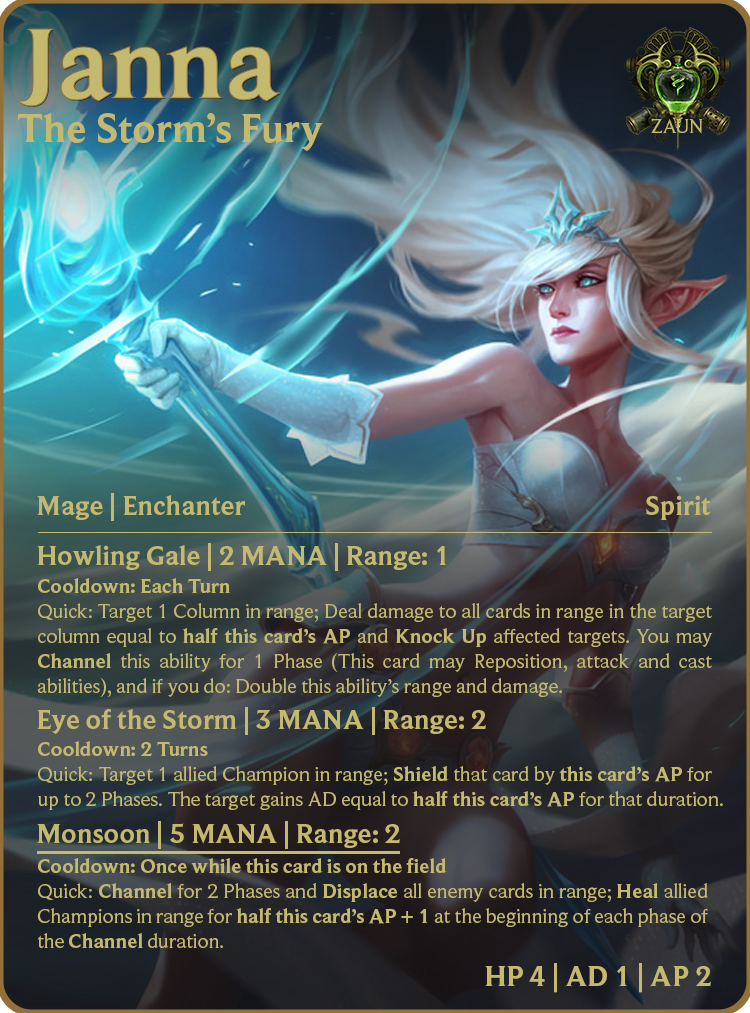 Janna
The Storm's Fury
ZAUN
Mage | Enchanter
Spirit
Howling Gale | 2 MANA | Range: 1
Cooldown: Each Turn
Quick: Target 1 Column in range; Deal damage to all cards in range in the target
column equal to half this card's AP and Knock Up affected targets. You may
Channel this ability for 1 Phase (This card may Reposition, attack and cast
abilities), and if you do: Double this ability's range and damage.
Eye of the Storm | 3 MANA | Range: 2
Cooldown: 2 Turns
Quick: Target 1 allied Champion in range; Shield that card by this card's AP for
up to 2 Phases. The target gains AD equal to half this card's AP for that duration.
Monsoon | 5 MANA | Range: 2
Cooldown: Once while this card is on the field
Quick: Channel for 2 Phases and Displace all enemy cards in range; Heal allied
Champions in range for half this card's AP + 1 at the beginning of each phase of
the Channel duration.
HP 4 | AD 1 | AP 2